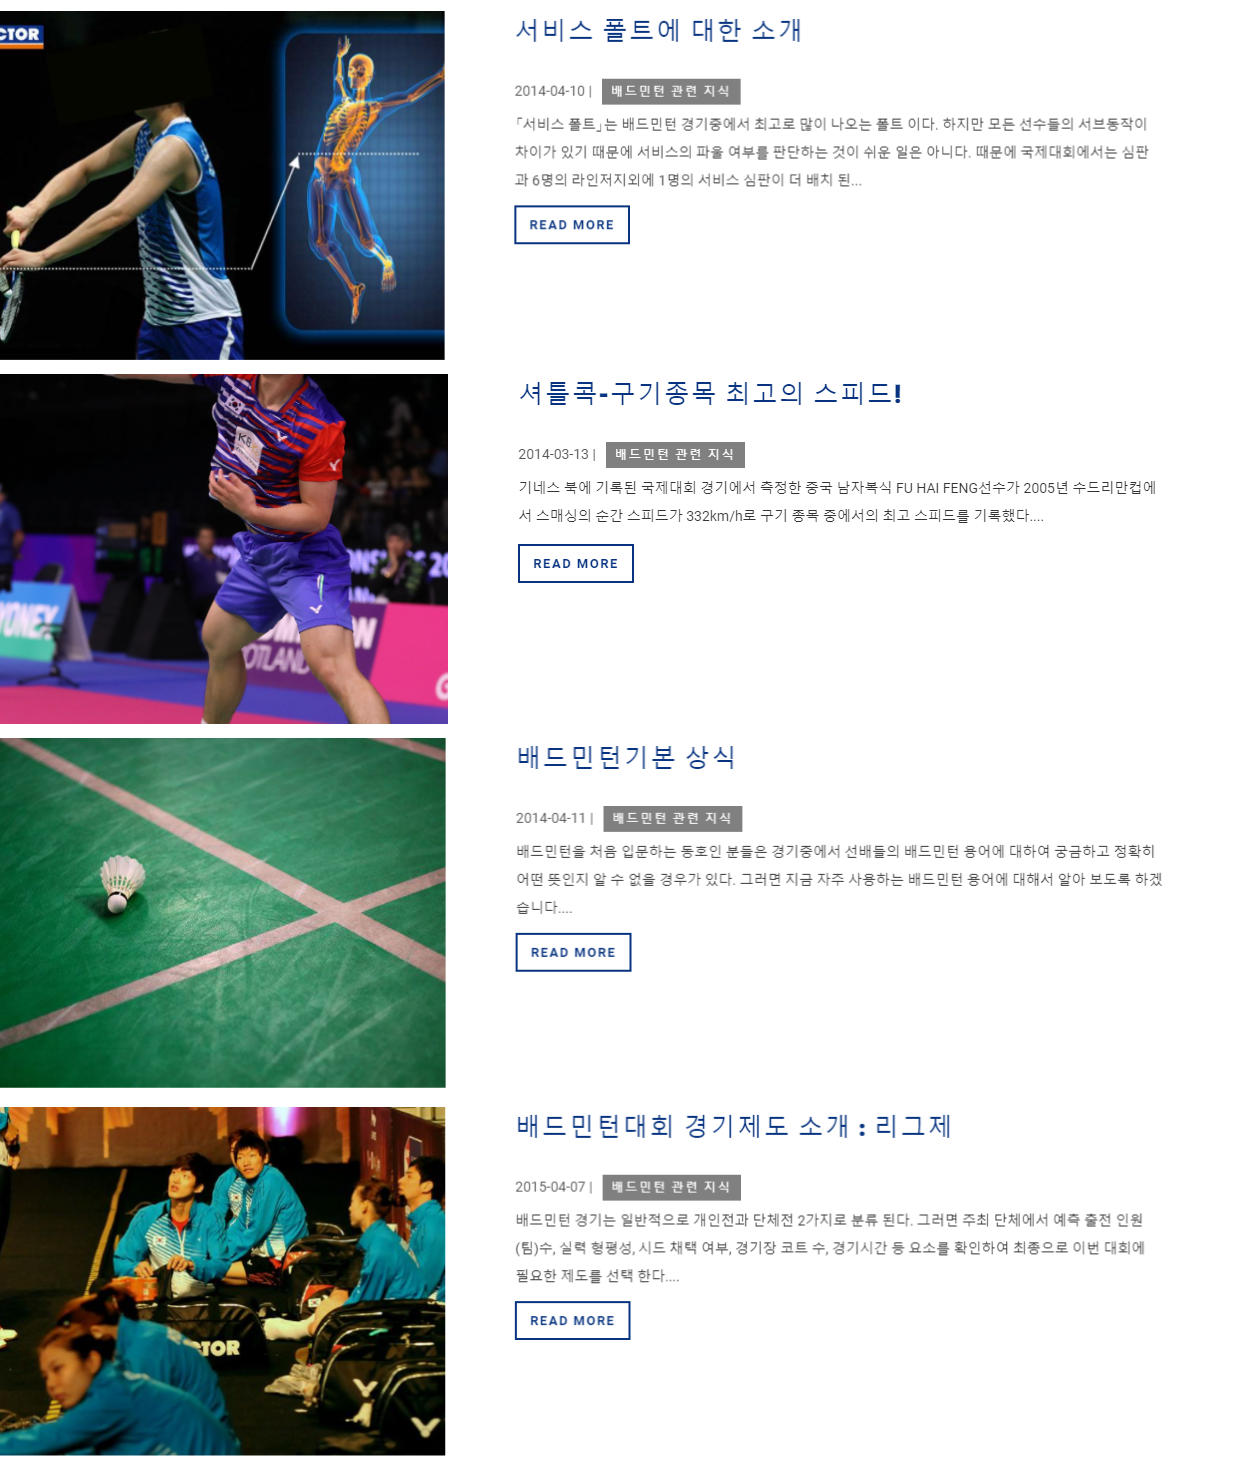 CTOR
서비스 폴트에 대한 소개
2014-04-10 | 배드민턴 관련 지식
「서비스 폴트」는 배드민턴 경기중에서 최고로 많이 나오는 폴트 이다. 하지만 모든 선수들의 서브동작이
차이가 있기 때문에 서비스의 파울 여부를 판단하는 것이 쉬운 일은 아니다. 때문에 국제대회에서는 심판
과 6명의 라인저지외에 1명의 서비스 심판이 더 배치 된...
READ MORE
셔틀콕-구기종목 최고의 스피드!
2014-03-13 | 배드민턴 관련 지식
기네스 북에 기록된 국제대회 경기에서 측정한 중국 남자복식 FU HAI FENG선수가 2005년 수드리만컵에
서 스매싱의 순간 스피드가 332km/h로 구기 종목 중에서의 최고 스피드를 기록했다....
READ MORE
KB
YONEX
OTLAND
배드민턴기본 상식
2014-04-11 | 배드민턴 관련 지식
배드민턴을 처음 입문하는 동호인 분들은 경기중에서 선배들의 배드민턴 용어에 대하여 궁금하고 정확히
어떤 뜻인지 알 수 없을 경우가 있다. 그러면 지금 자주 사용하는 배드민턴 용어에 대해서 알아 보도록 하겠
습니다....
READ MORE
배드민턴대회 경기제도 소개 : 리그제
2015-04-07 | 배드민턴 관련 지식
배드민턴 경기는 일반적으로 개인전과 단체전 2가지로 분류 된다. 그러면 주최 단체에서 예측 출전 인원
(팀)수, 실력 형평성, 시드 채택 여부, 경기장 코트 수, 경기시간 등 요소를 확인하여 최종으로 이번 대회에
필요한 제도를 선택 한다....
READ MORE
CTOR